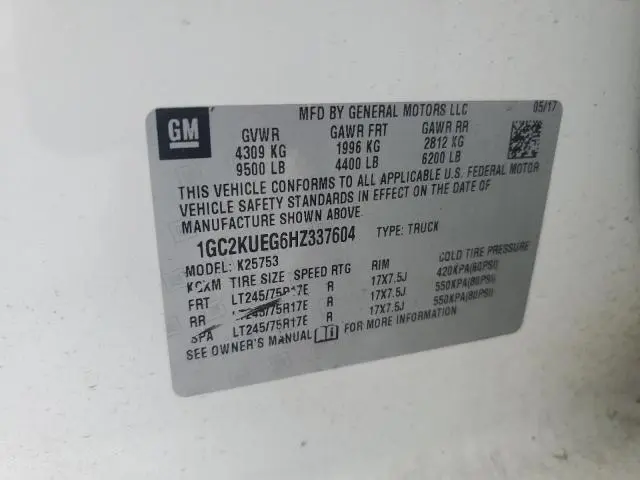 GM
MFD BY GENERAL MOTORS LLC 05/17
GVWR GAWR FRT GAWR RR
4309 KG 1996 KG 2812 KG
9500 LB 4400 LB 6200 LB
THIS VEHICLE CONFORMS TO ALL APPLICABLE U.S. FEDERAL MOTOR
VEHICLE SAFETY STANDARDS IN EFFECT ON THE DATE OF
MANUFACTURE SHOWN ABOVE.
1GC2KUEG6HZ337604 TYPE: TRUCK
MODEL: K25753
TIRE SIZE SPEED RTG RIM COLD TIRE PRESSURE
FRT LT245/75R17E R 17X7.5J 420KPA(60PSI)
RR LT245/75R17E R 17X7.5J 550KPA(80PSI)
SPA LT245/75R17E R 17X7.5J 550KPA(80PSI)
SEE OWNER'S MANUAL FOR MORE INFORMATION